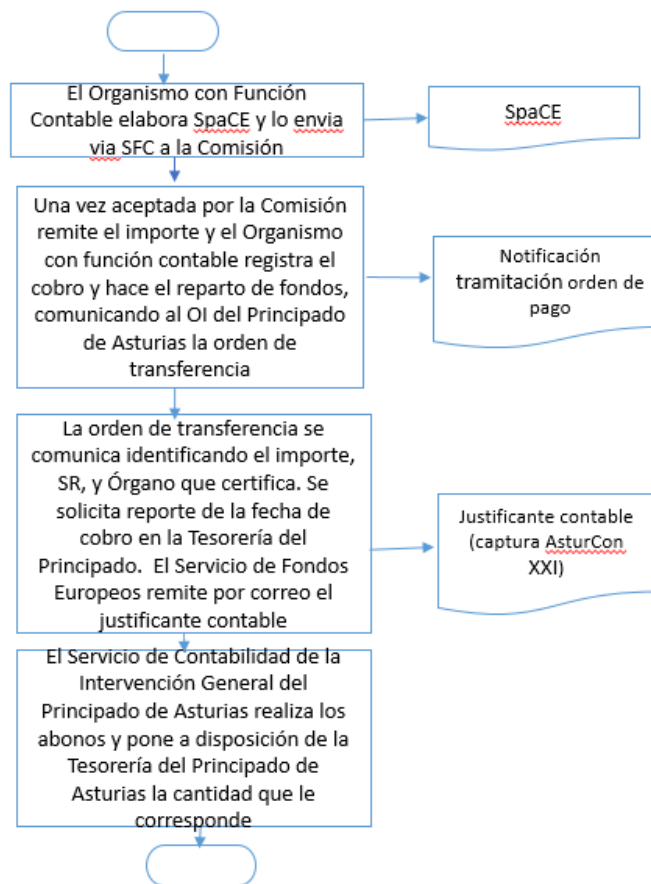 El Organismo con Función
Contable elabora SpaCE y lo envia
via SFC a la Comisión
SpaCE
Una vez aceptada por la Comisión
remite el importe y el Organismo
con función contable registra el
cobro y hace el reparto de fondos,
comunicando al OI del Principado
de Asturias la orden de
transferencia
Notificación
tramitación orden de
pago
La orden de transferencia se
comunica identificando el importe,
SR, y Órgano que certifica. Se
solicita reporte de la fecha de
cobro en la Tesorería del
Principado. El Servicio de Fondos
Europeos remite por correo el
justificante contable
Justificante contable
(captura AsturCon
XXI)
El Servicio de Contabilidad de la
Intervención General del
Principado de Asturias realiza los
abonos y pone a disposición de la
Tesorería del Principado de
Asturias la cantidad que le
corresponde